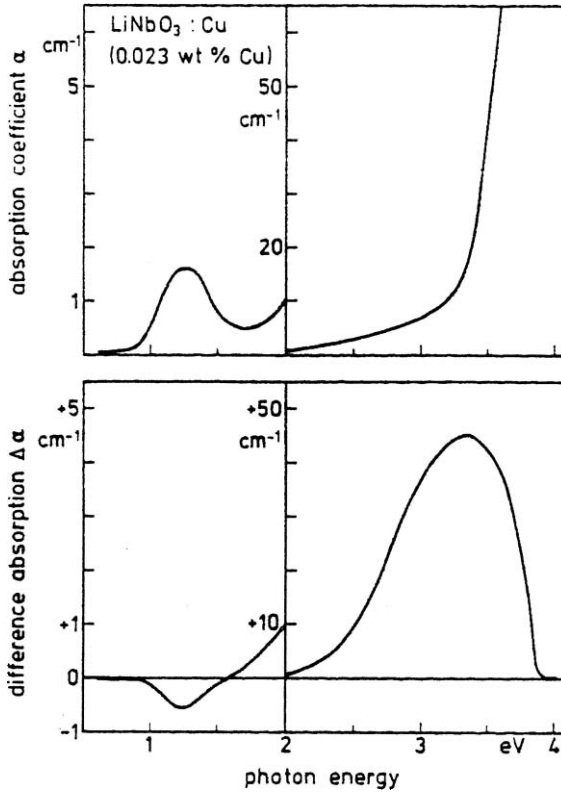 LiNbO₃ : Cu
(0.023 wt % Cu)
absorption coefficient α
cm⁻¹
5
1
50
cm⁻¹
20
difference absorption Δα
+5
cm⁻¹
+1
0
-1
+50
cm⁻¹
+10
1
2
3
eV
4
photon energy